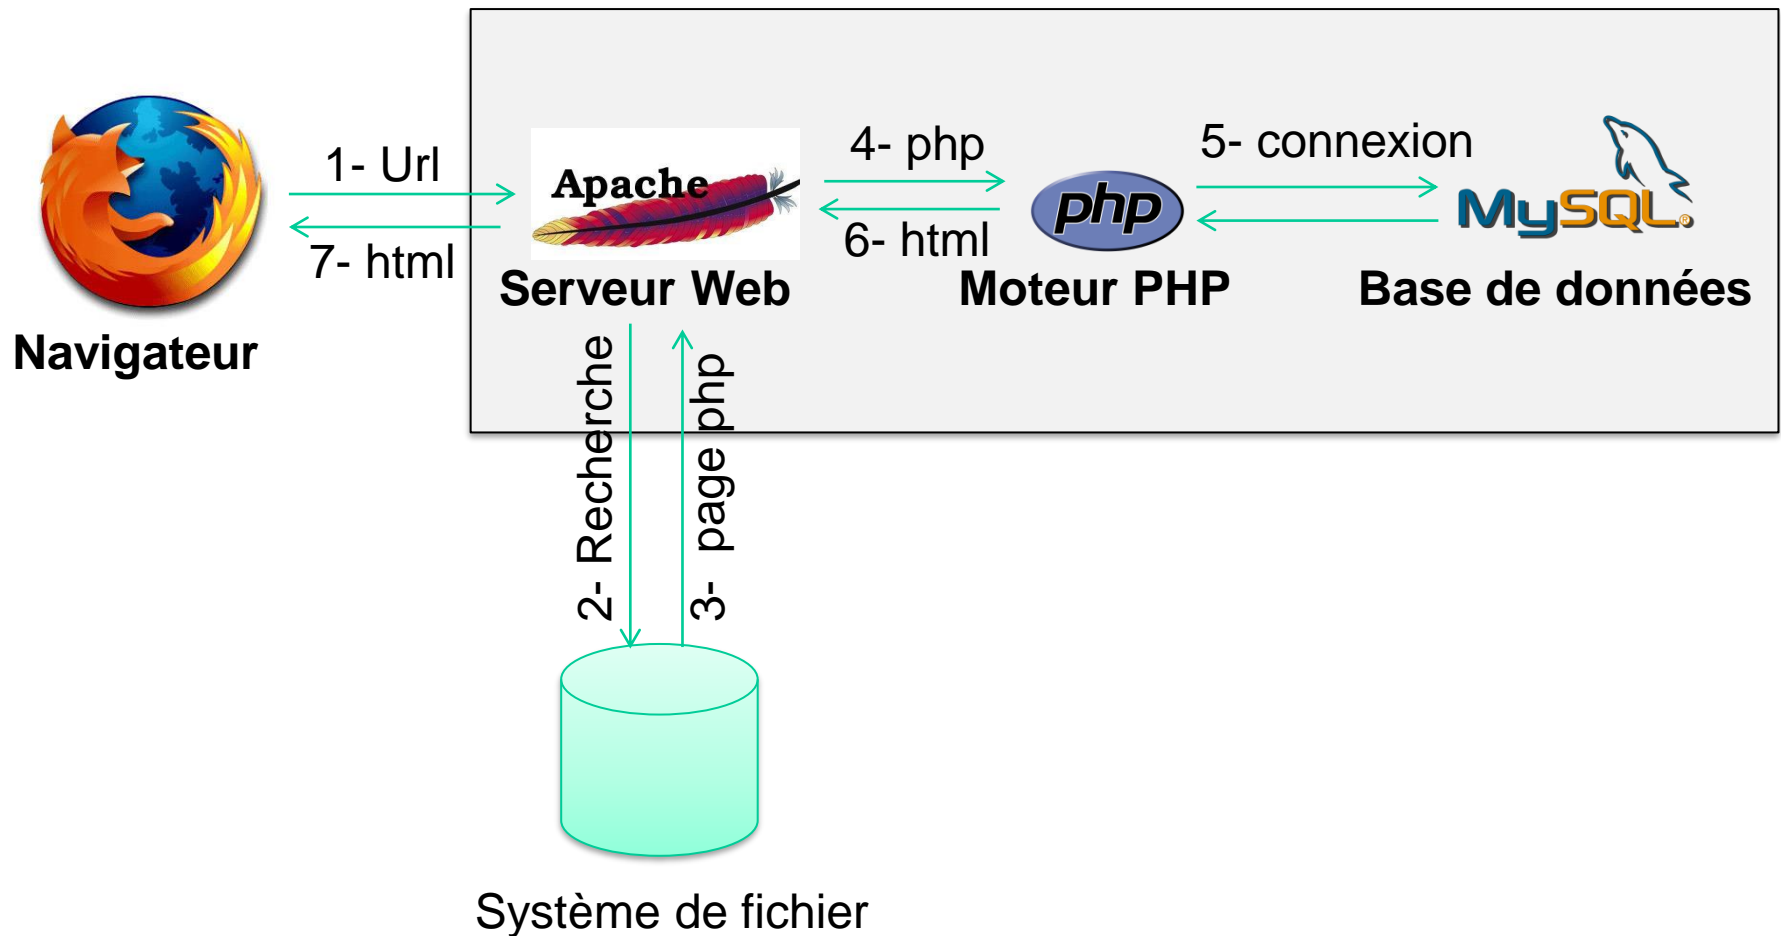 1- Url
7- html
Navigateur
Apache
Serveur Web
4- php
6- html
php
Moteur PHP
5- connexion
MySQL®
Base de données
2- Recherche
3- page php
Système de fichier